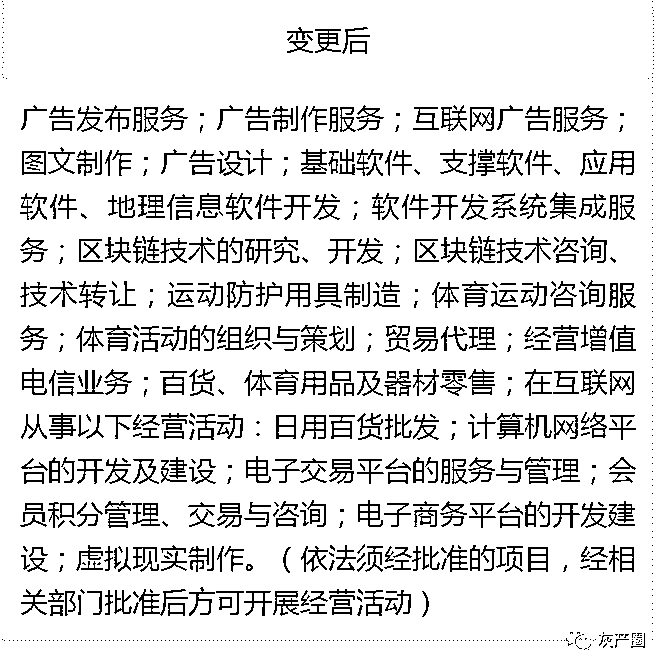 变更后
广告发布服务；广告制作服务；互联网广告服务；
图文制作；广告设计；基础软件、支撑软件、应用
软件、地理信息软件开发；软件开发系统集成服
务；区块链技术的研究、开发；区块链技术咨询、
技术转让；运动防护用具制造；体育运动咨询服
务；体育活动的组织与策划；贸易代理；经营增值
电信业务；百货、体育用品及器材零售；在互联网
从事以下经营活动：日用百货批发；计算机网络平
台的开发及建设；电子交易平台的服务与管理；会
员积分管理、交易与咨询；电子商务平台的开发建
设；虚拟现实制作。（依法须经批准的项目，经相
关部门批准后方可开展经营活动）
灰产圈